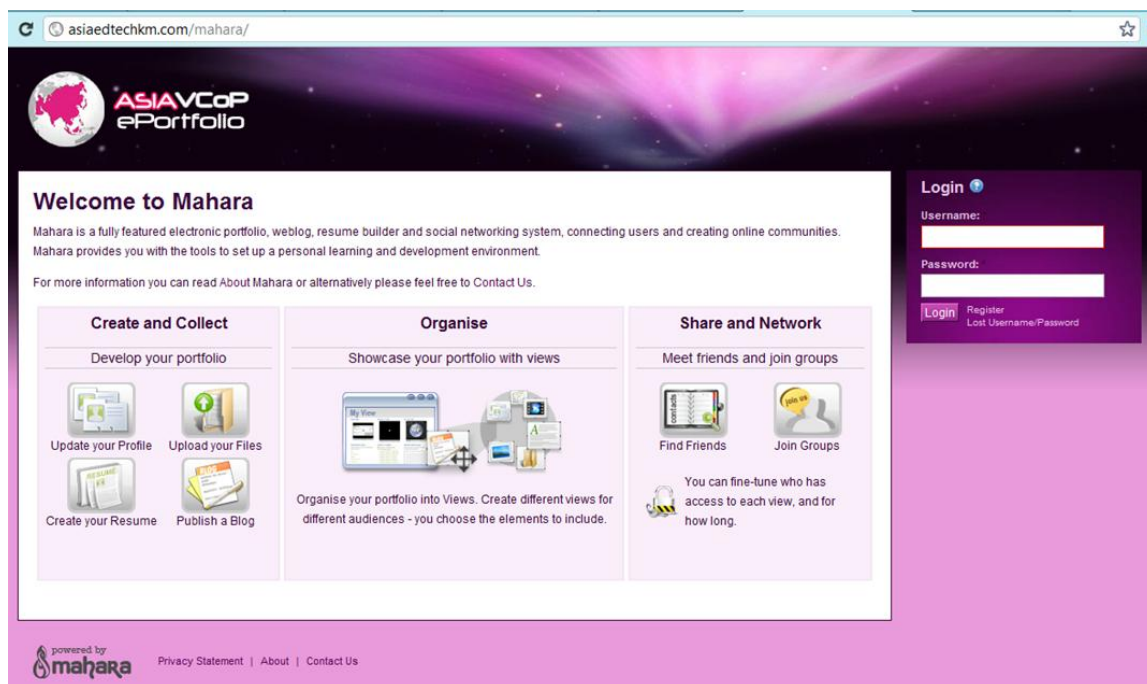 asiaedtechkm.com/mahara/
ASIAVCoP
ePortfolio
Welcome to Mahara
Mahara is a fully featured electronic portfolio, weblog, resume builder and social networking system, connecting users and creating online communities.
Mahara provides you with the tools to set up a personal learning and development environment.
For more information you can read About Mahara or alternatively please feel free to Contact Us.
Create and Collect
Develop your portfolio
Update your Profile
Upload your Files
RESUME
BLOG
Create your Resume
Publish a Blog
Organise
Showcase your portfolio with views
My View
A
Organise your portfolio into Views. Create different views for
different audiences - you choose the elements to include.
Share and Network
Meet friends and join groups
contacts
join us
Find Friends
Join Groups
You can fine-tune who has
access to each view, and for
how long.
Login
Username:
Password: *
Login
Register
Lost Username/Password
powered by
mahara
Privacy Statement | About | Contact Us